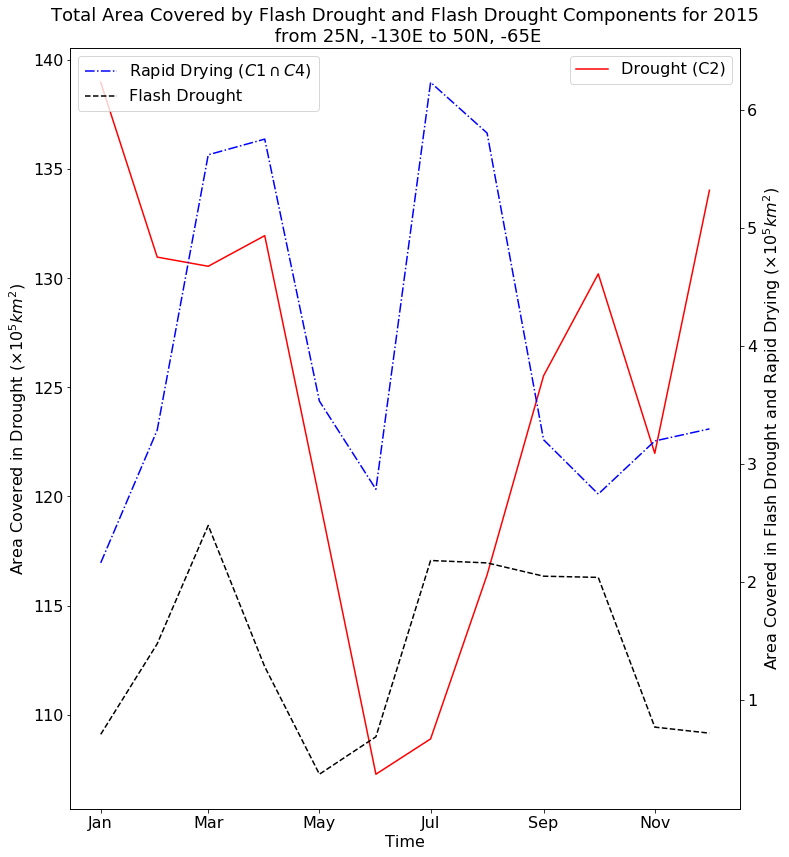 Total Area Covered by Flash Drought and Flash Drought Components for 2015
from 25N, -130E to 50N, -65E
Rapid Drying (C1 ∩ C4)
Flash Drought
Drought (C2)
Area Covered in Drought (×10⁵km²)
140
135
130
125
120
115
110
Area Covered in Flash Drought and Rapid Drying (×10⁵km²)
6
5
4
3
2
1
Jan Mar May Jul Sep Nov
Time